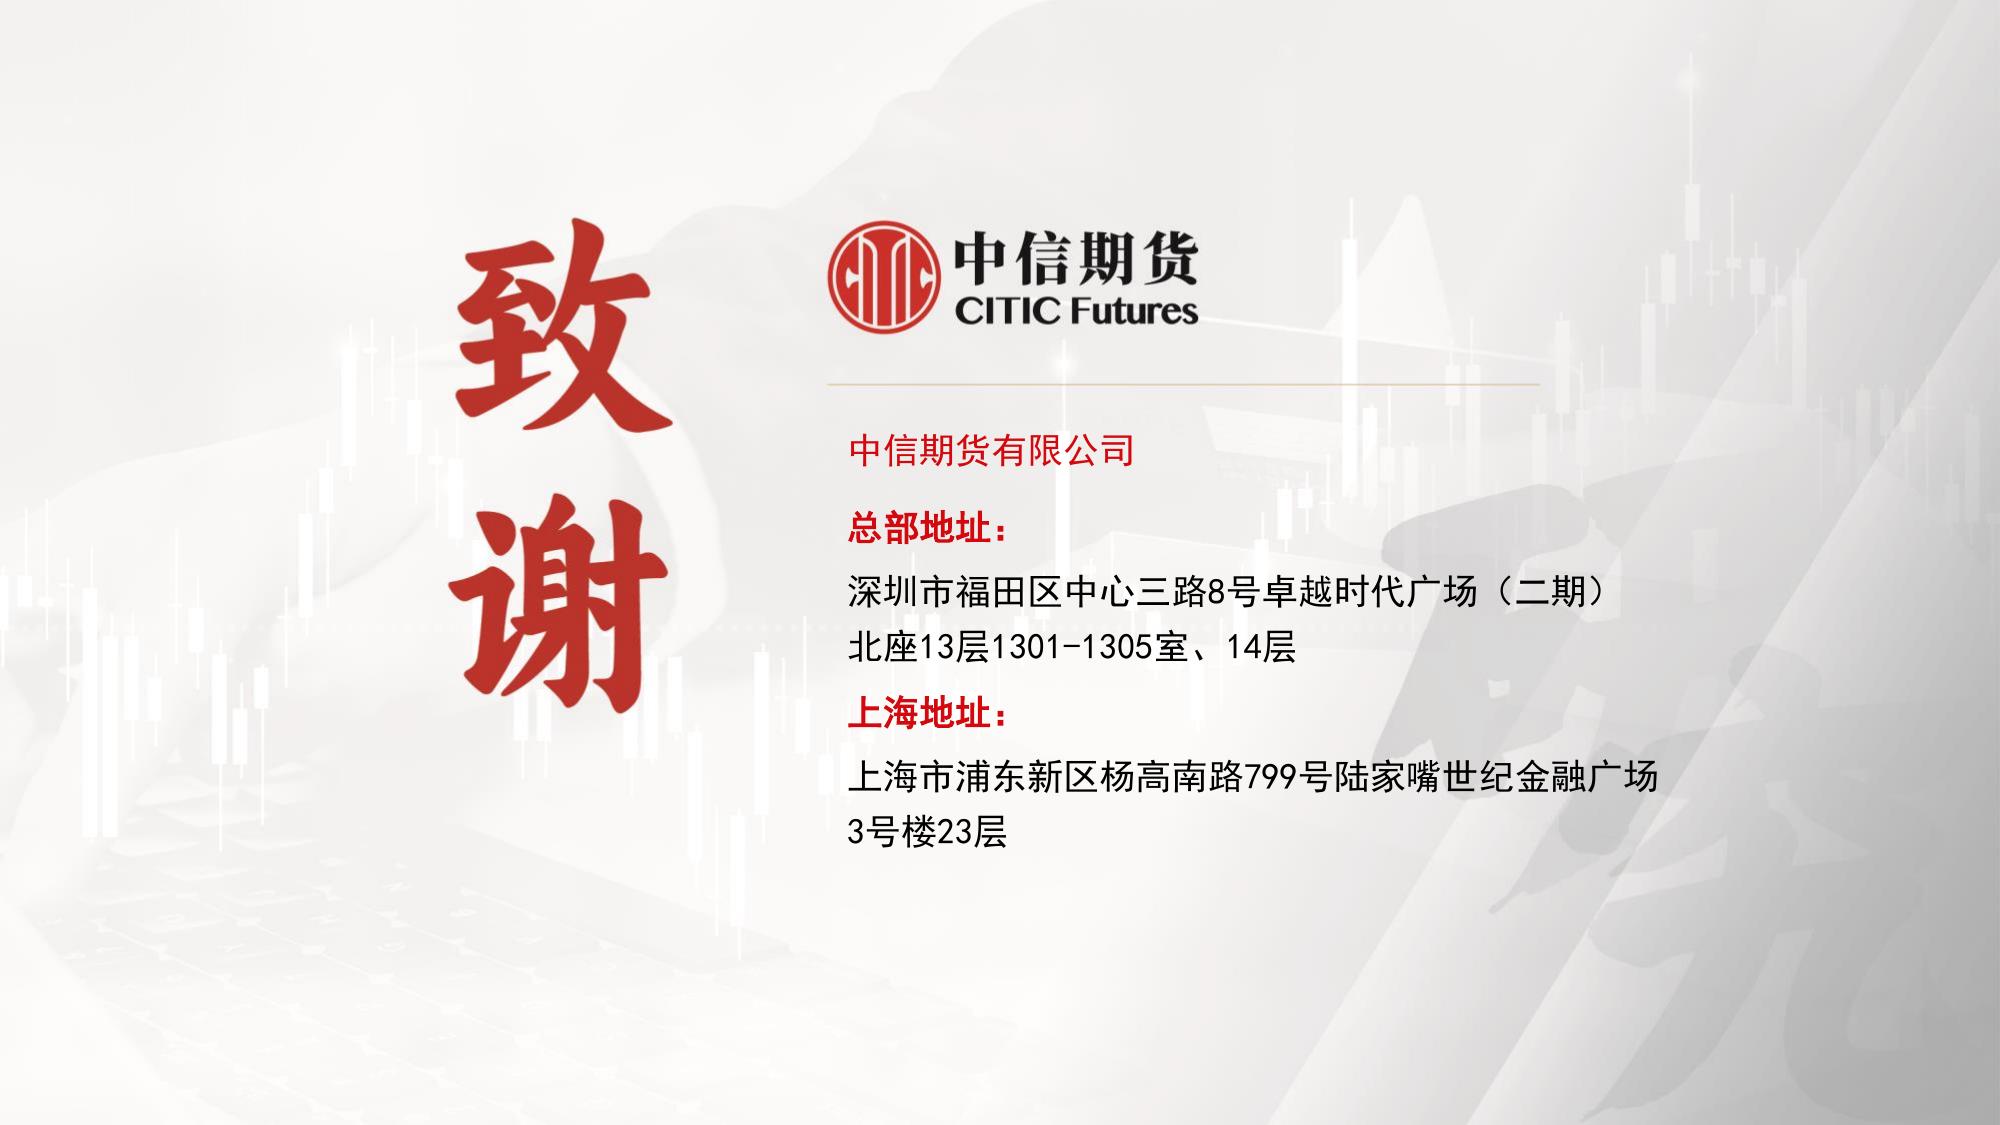 致
谢
中信期货
CITIC Futures
中信期货有限公司
总部地址：
深圳市福田区中心三路8号卓越时代广场（二期）
北座13层1301-1305室、14层
上海地址：
上海市浦东新区杨高南路799号陆家嘴世纪金融广场
3号楼23层